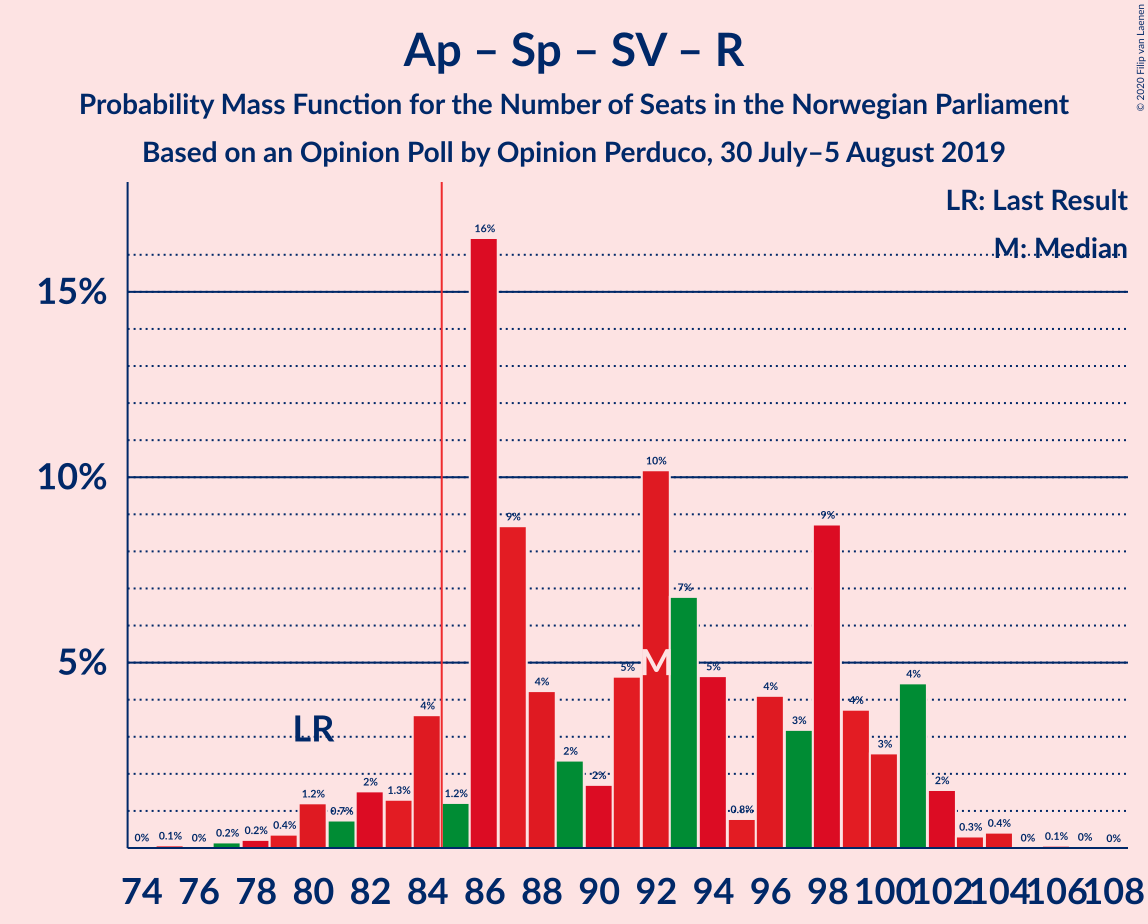 Ap – Sp – SV – R
Probability Mass Function for the Number of Seats in the Norwegian Parliament
Based on an Opinion Poll by Opinion Perduco, 30 July–5 August 2019
© 2020 Filip van Laenen
LR: Last Result
M: Median
15%
10%
5%
LR
M
0% 0.1% 0% 0.2% 0.2% 0.4% 1.2% 0.7% 2% 1.3% 4% 1.2% 16% 9% 4% 2% 2% 5% 10% 7% 5% 0.8% 4% 3% 9% 4% 3% 4% 2% 0.3% 0.4% 0% 0.1% 0% 0%
74 76 78 80 82 84 86 88 90 92 94 96 98 100 102 104 106 108